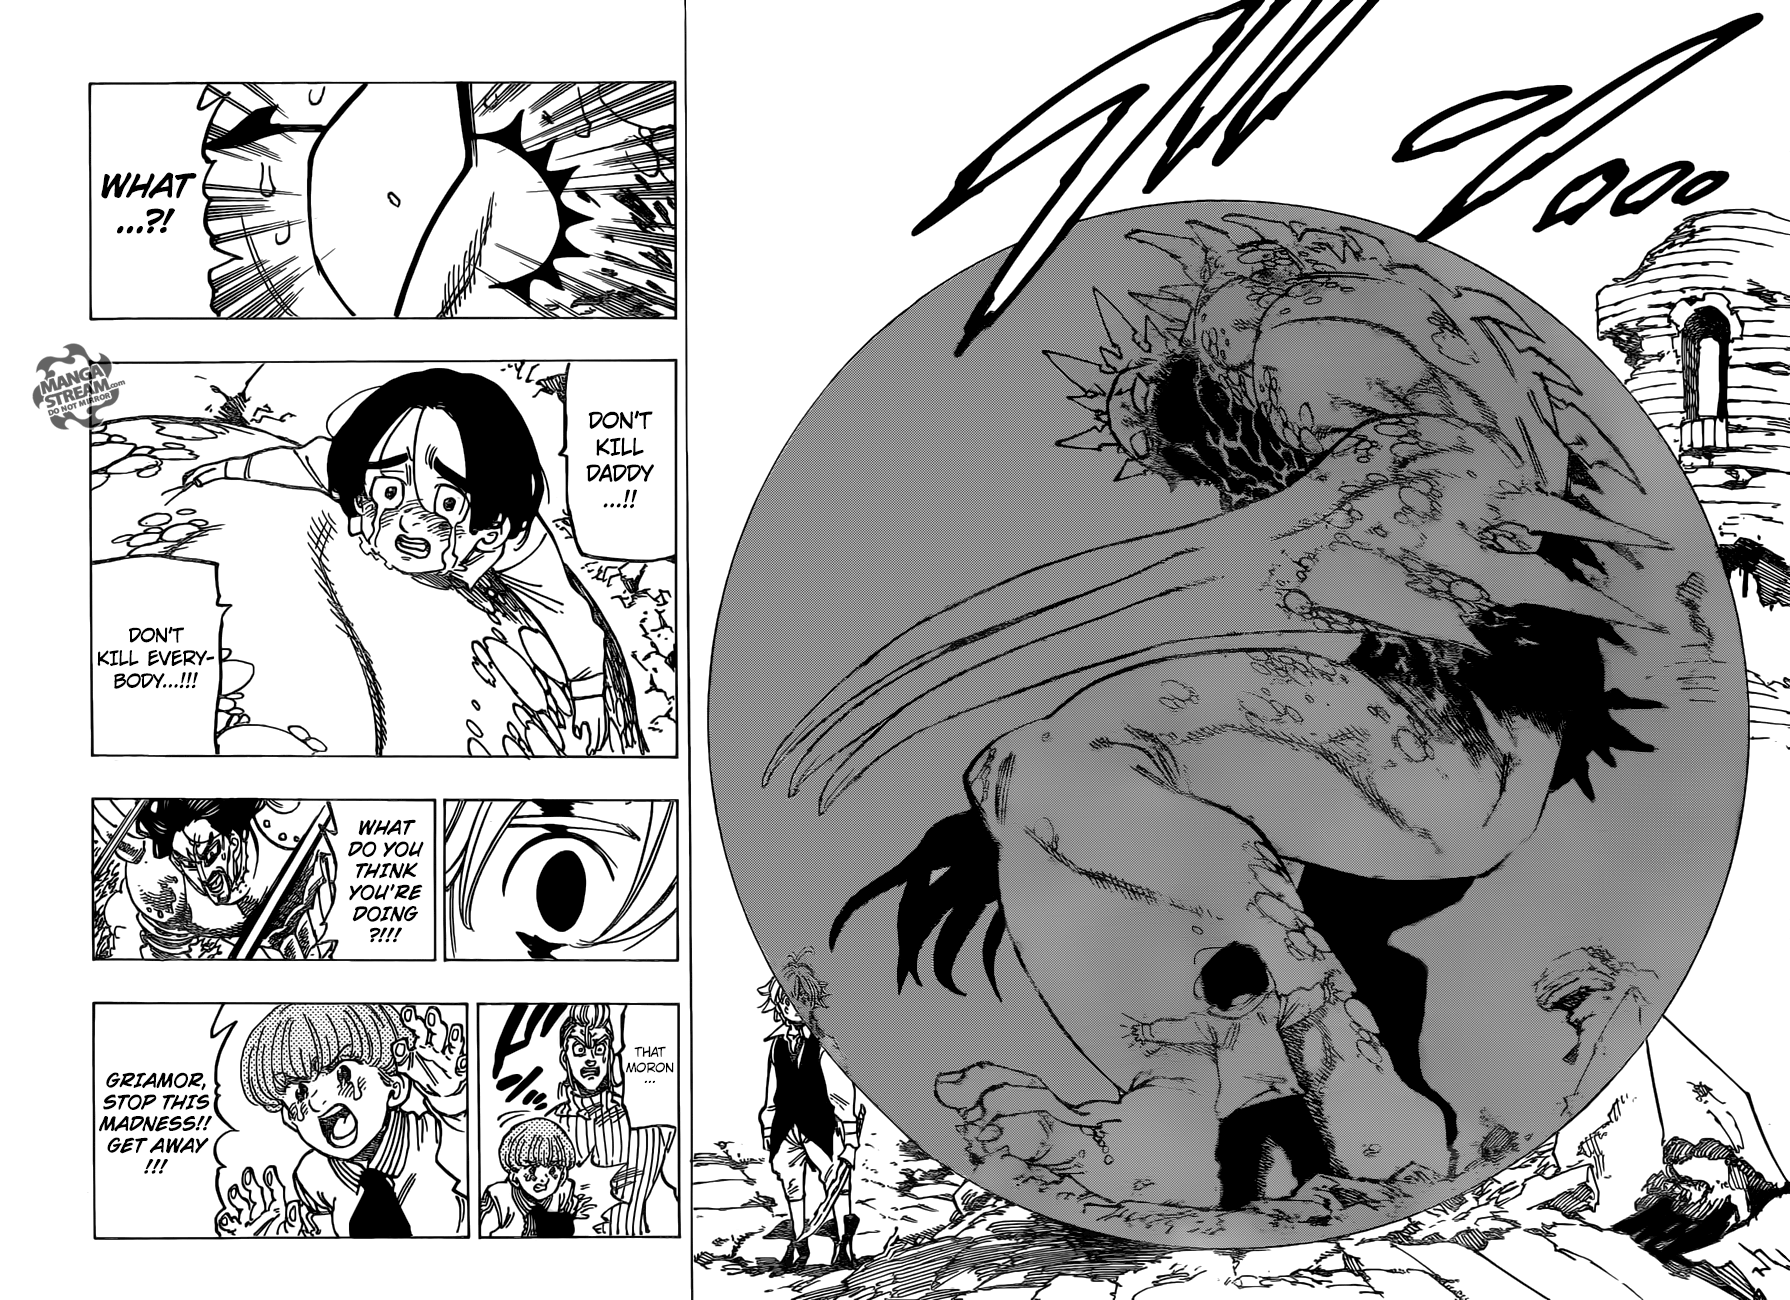 WHAT
...?!
DON'T
KILL
DADDY
...!!
DON'T
KILL EVERY-
BODY...!!!
WHAT
DO YOU
THINK
YOU'RE
DOING
?!!!
THAT
MORON
...
GRIAMOR,
STOP THIS
MADNESS!!
GET AWAY
!!!
MANGA
STREAM.com
DO NOT MIRROR